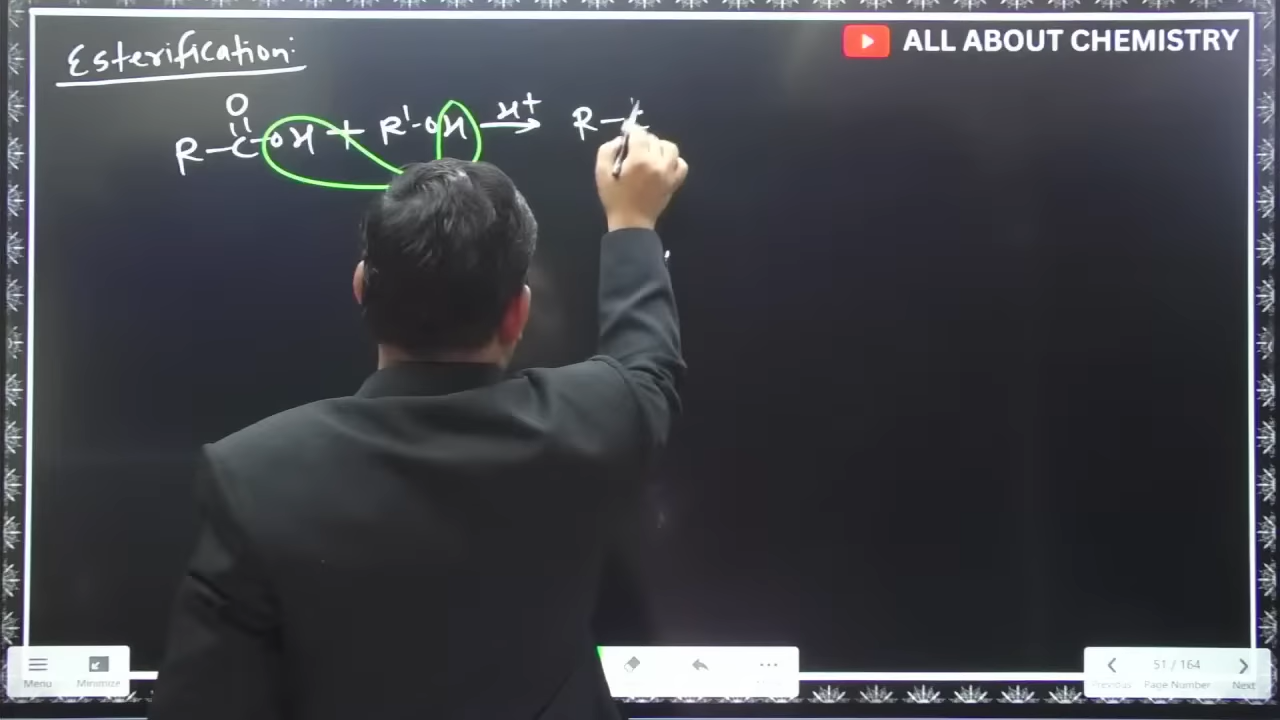 ALL ABOUT CHEMISTRY
Esterification:
O
R-C-OH + R'-OH H+ → R-C
Menu
Minimize
51 / 164
Previous
Page Number
Next